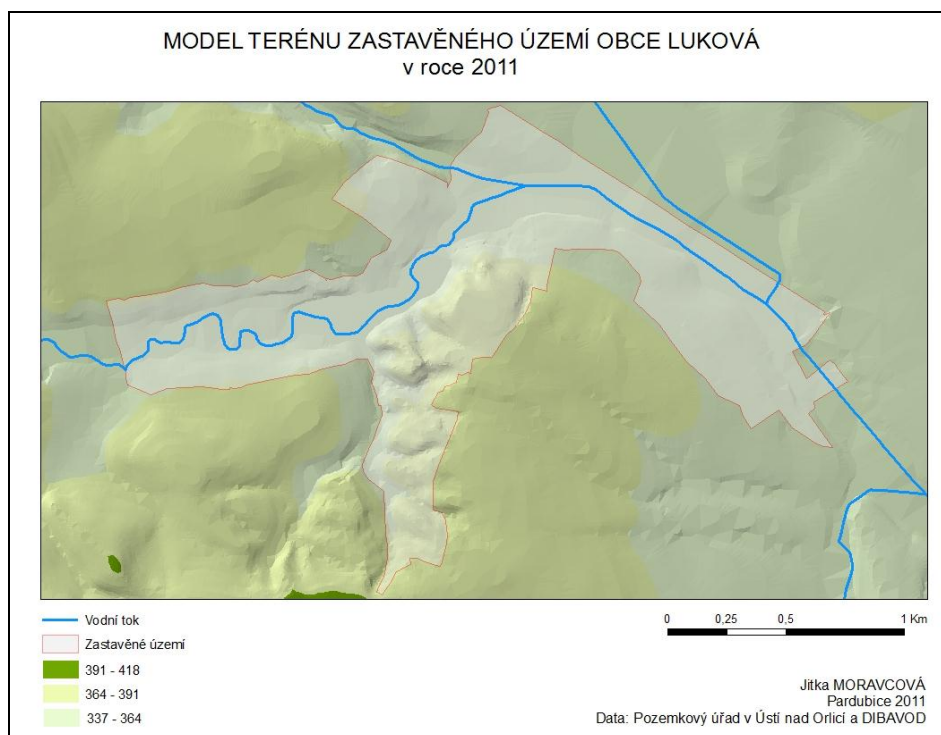 MODEL TERÉNU ZASTAVĚNÉHO ÚZEMÍ OBCE LUKOVÁ
v roce 2011
Vodní tok
Zastavěné území
391 - 418
364 - 391
337 - 364
0 0,25 0,5 1 Km
Jitka MORAVCOVÁ
Pardubice 2011
Data: Pozemkový úřad v Ústí nad Orlicí a DIBAVOD